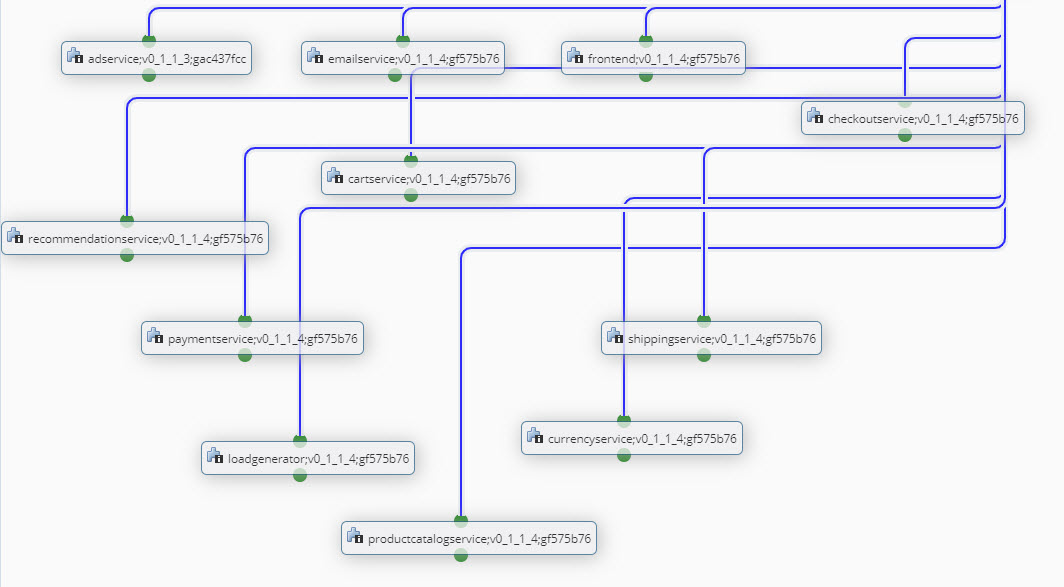 adservice;v0_1_1_3;gac437fcc
emailservice;v0_1_1_4;gf575b76
frontend;v0_1_1_4;gf575b76
checkoutservice;v0_1_1_4;gf575b76
cartservice;v0_1_1_4;gf575b76
recommendationservice;v0_1_1_4;gf575b76
paymentservice;v0_1_1_4;gf575b76
shippingservice;v0_1_1_4;gf575b76
currencyservice;v0_1_1_4;gf575b76
loadgenerator;v0_1_1_4;gf575b76
productcatalogservice;v0_1_1_4;gf575b76